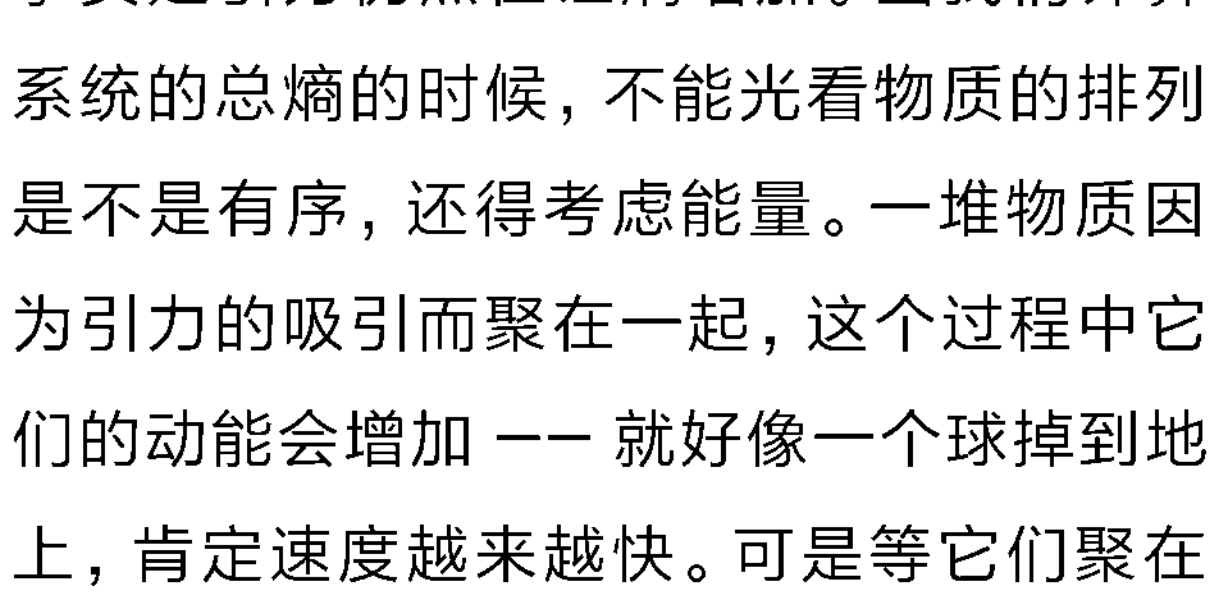 系统的总熵的时候，不能光看物质的排列
是不是有序，还得考虑能量。一堆物质因
为引力的吸引而聚在一起，这个过程中它
们的动能会增加 —— 就好像一个球掉到地
上，肯定速度越来越快。可是等它们聚在